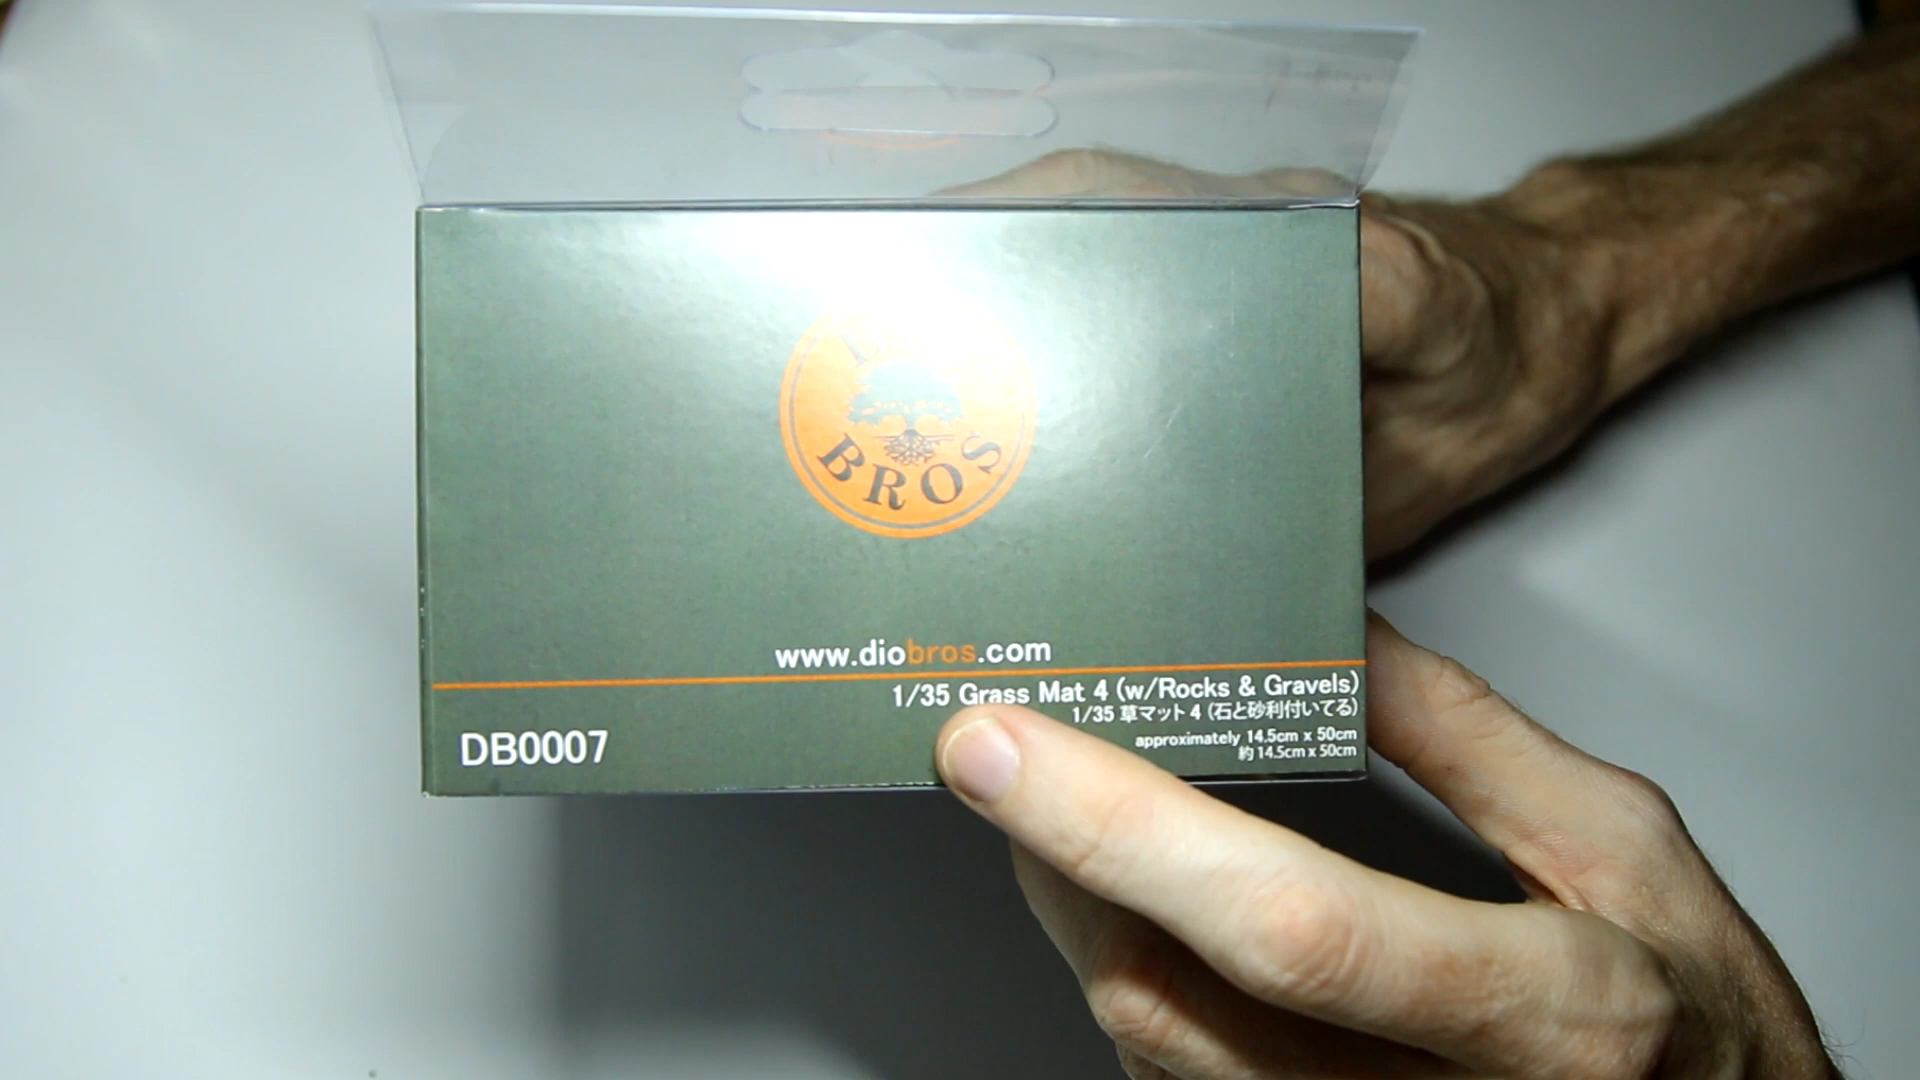 BROS
www.diobros.com
1/35 Grass Mat 4 (w/Rocks & Gravels)
1/35 草マット 4 (石と砂利付いてる)
DB0007
approximately 14.5cm x 50cm
約 14.5cm x 50cm